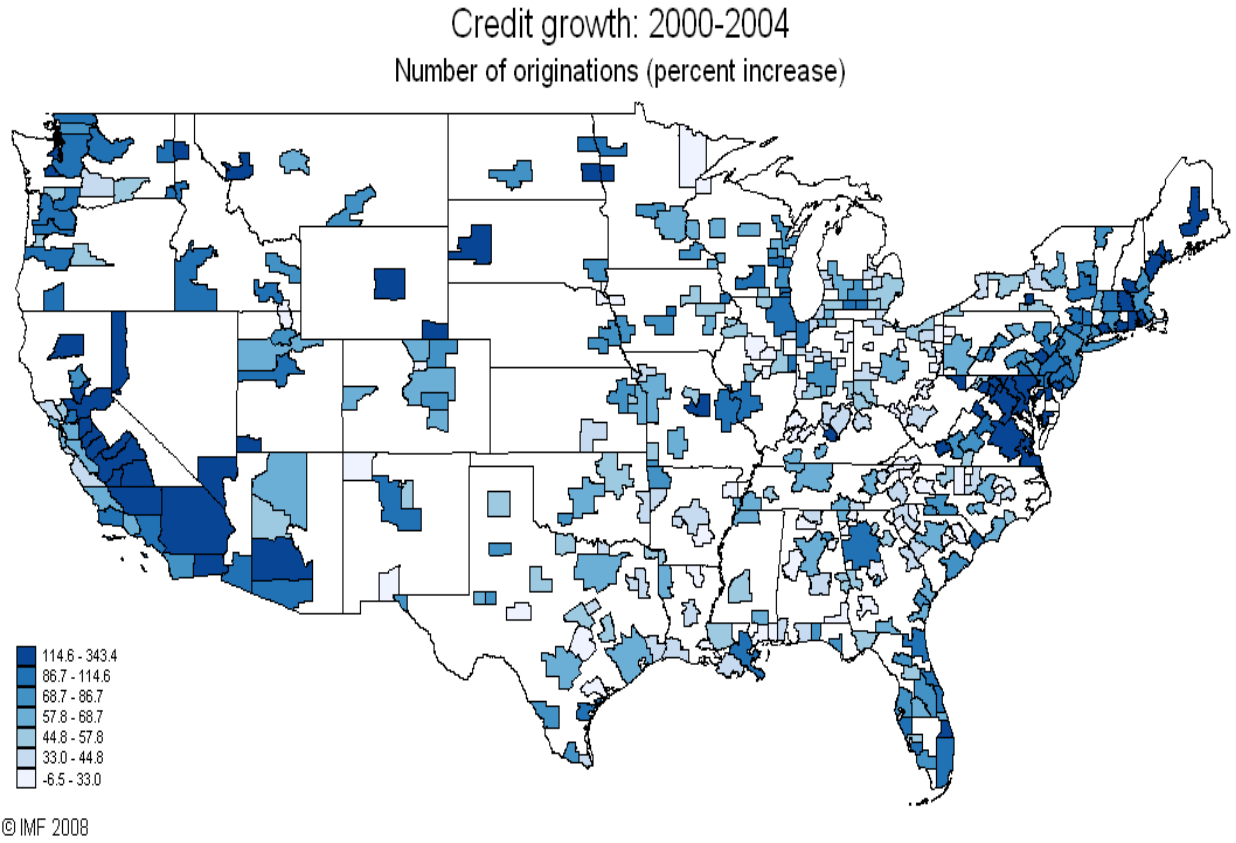 Credit growth: 2000-2004
Number of originations (percent increase)
114.6 - 343.4
86.7 - 114.6
68.7 - 86.7
57.8 - 68.7
44.8 - 57.8
33.0 - 44.8
-6.5 - 33.0
© IMF 2008